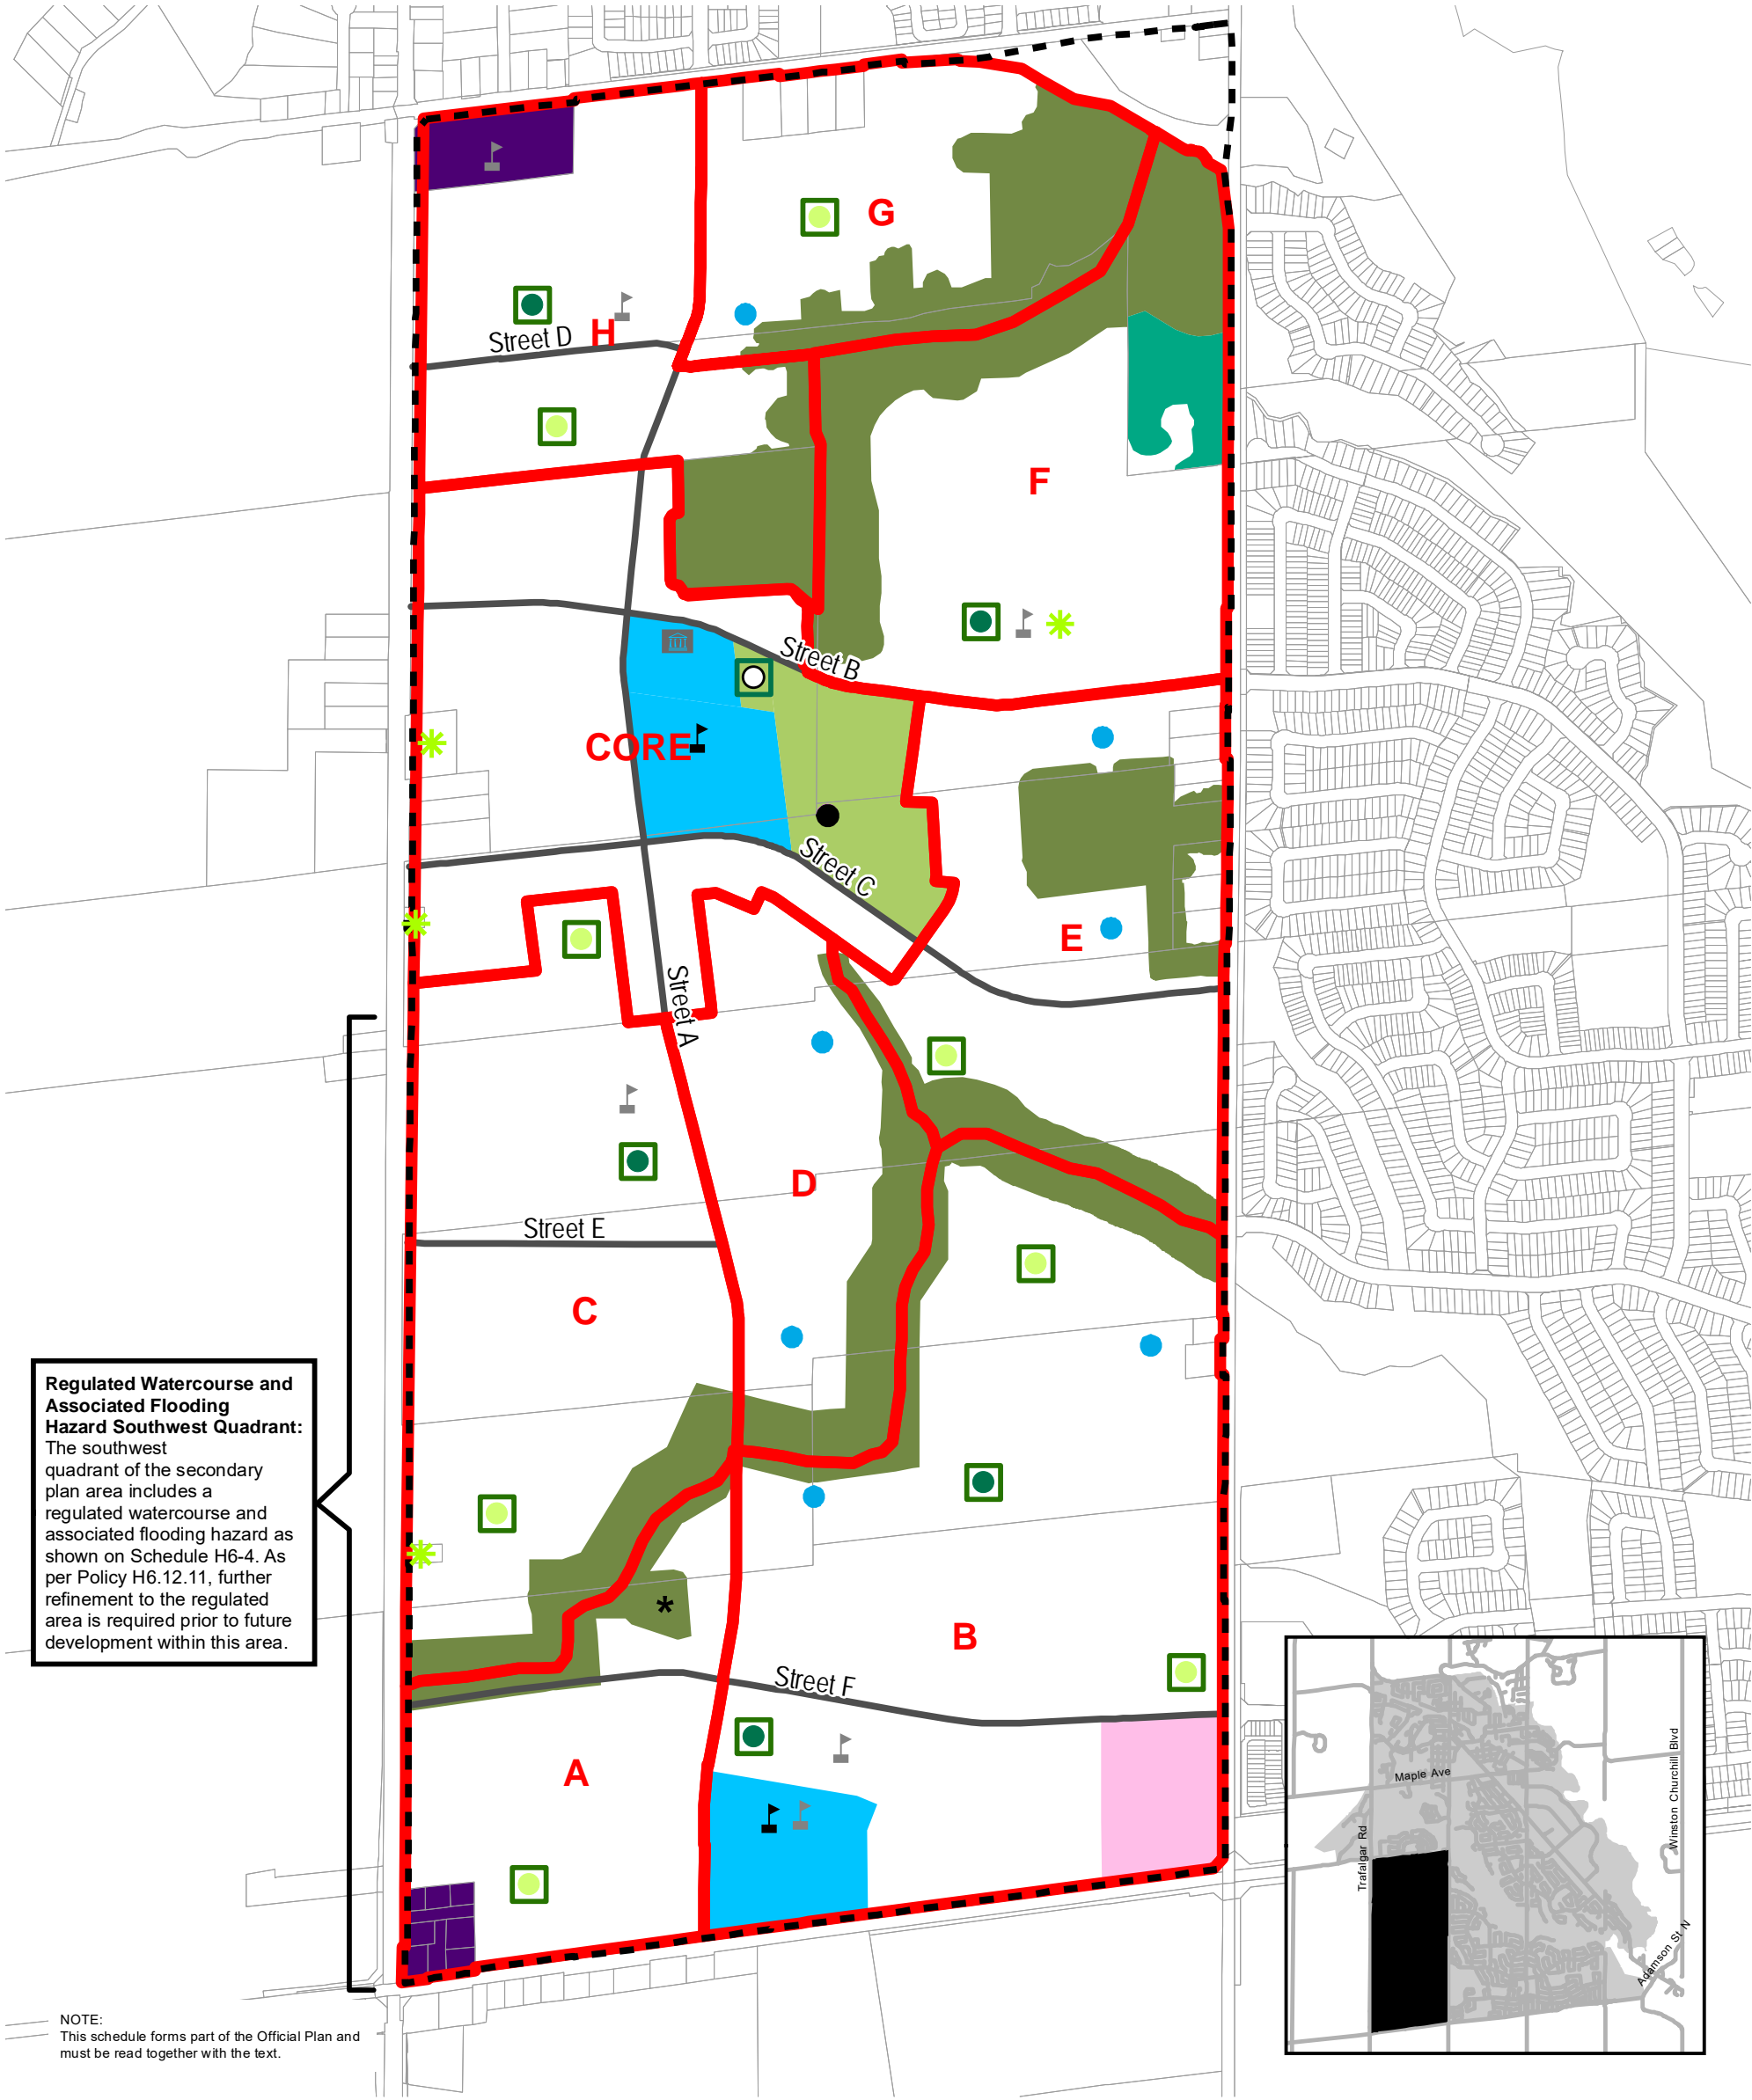 G
Street D
H
F
Street B
CORE
Street C
E
Street A
D
Street E
C
Regulated Watercourse and
Associated Flooding
Hazard Southwest Quadrant:
The southwest
quadrant of the secondary
plan area includes a
regulated watercourse and
associated flooding hazard as
shown on Schedule H6-4. As
per Policy H6.12.11, further
refinement to the regulated
area is required prior to future
development within this area.
*
B
Street F
A
Maple Ave
Trafalgar Rd
Winston Churchill Blvd
Adamson St N
NOTE:
This schedule forms part of the Official Plan and
must be read together with the text.